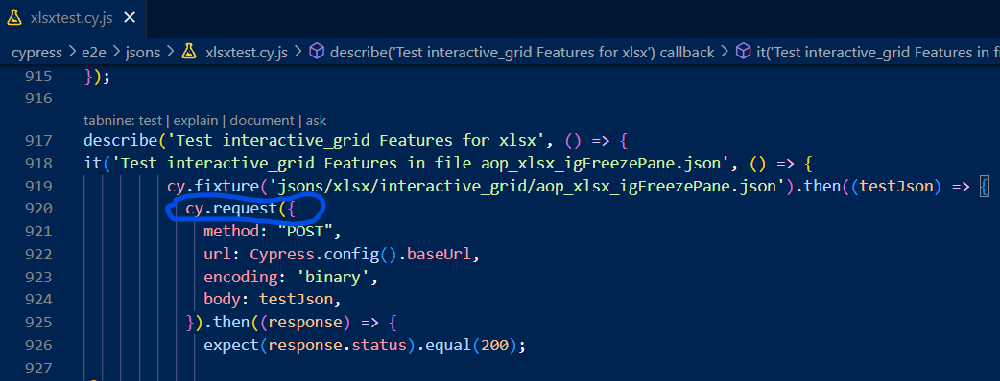 xlsxtest.cy.js ×
cypress > e2e > jsons > xlsxtest.cy.js > describe('Test interactive_grid Features for xlsx') callback > it('Test interactive_grid Features in fi
915 });
916
tabnine: test | explain | document | ask
917 describe('Test interactive_grid Features for xlsx', () => {
918 it('Test interactive_grid Features in file aop_xlsx_igFreezePane.json', () => {
919 cy.fixture('jsons/xlsx/interactive_grid/aop_xlsx_igFreezePane.json').then((testJson) => {
920 cy.request({
921 method: "POST",
922 url: Cypress.config().baseUrl,
923 encoding: 'binary',
924 body: testJson,
925 }).then((response) => {
926 expect(response.status).equal(200);
927